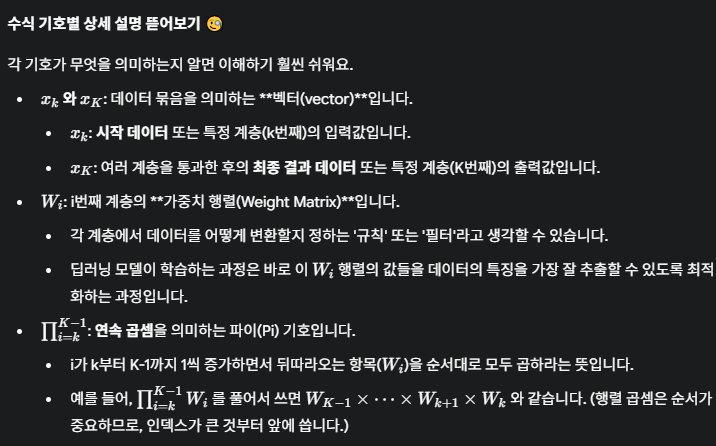 수식 기호별 상세 설명 뜯어보기 🧐
각 기호가 무엇을 의미하는지 알면 이해하기 훨씬 쉬워요.
• $x_k$ 와 $x_K$: 데이터 묶음을 의미하는 **벡터(vector)**입니다.
• $x_k$: 시작 데이터 또는 특정 계층(k번째)의 입력값입니다.
• $x_K$: 여러 계층을 통과한 후의 최종 결과 데이터 또는 특정 계층(K번째)의 출력값입니다.
• $W_i$: i번째 계층의 **가중치 행렬(Weight Matrix)**입니다.
• 각 계층에서 데이터를 어떻게 변환할지 정하는 '규칙' 또는 '필터'라고 생각할 수 있습니다.
• 딥러닝 모델이 학습하는 과정은 바로 이 $W_i$ 행렬의 값들을 데이터의 특징을 가장 잘 추출할 수 있도록 최적
화하는 과정입니다.
• $\prod_{i=k}^{K-1}$: 연속 곱셈을 의미하는 파이(Pi) 기호입니다.
• i가 k부터 K-1까지 1씩 증가하면서 뒤따라오는 항목($W_i$)을 순서대로 모두 곱하라는 뜻입니다.
• 예를 들어, $\prod_{i=k}^{K-1} W_i$ 를 풀어서 쓰면 $W_{K-1} \times \cdots \times W_{k+1} \times W_k$ 와 같습니다. (행렬 곱셈은 순서가
중요하므로, 인덱스가 큰 것부터 앞에 씁니다.)